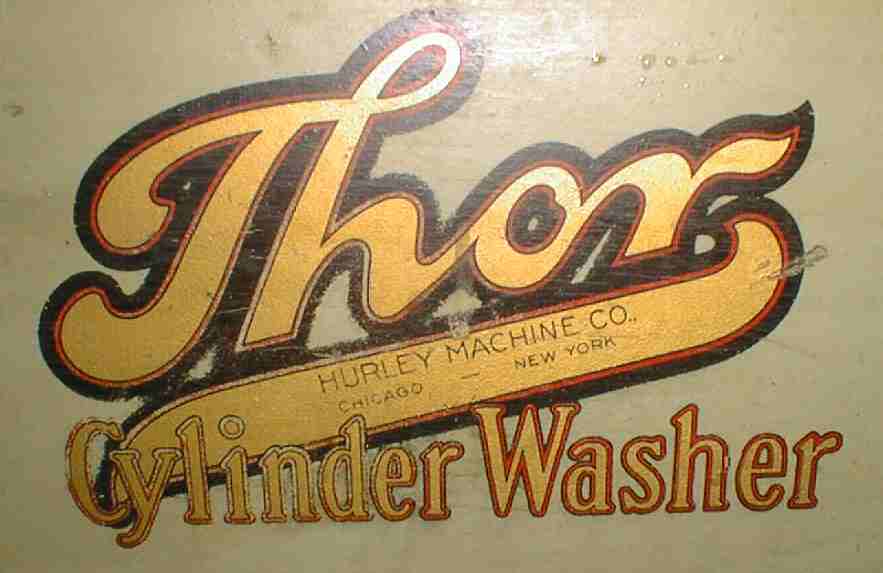 Thor
HURLEY MACHINE CO..
CHICAGO — NEW YORK
Cylinder Washer